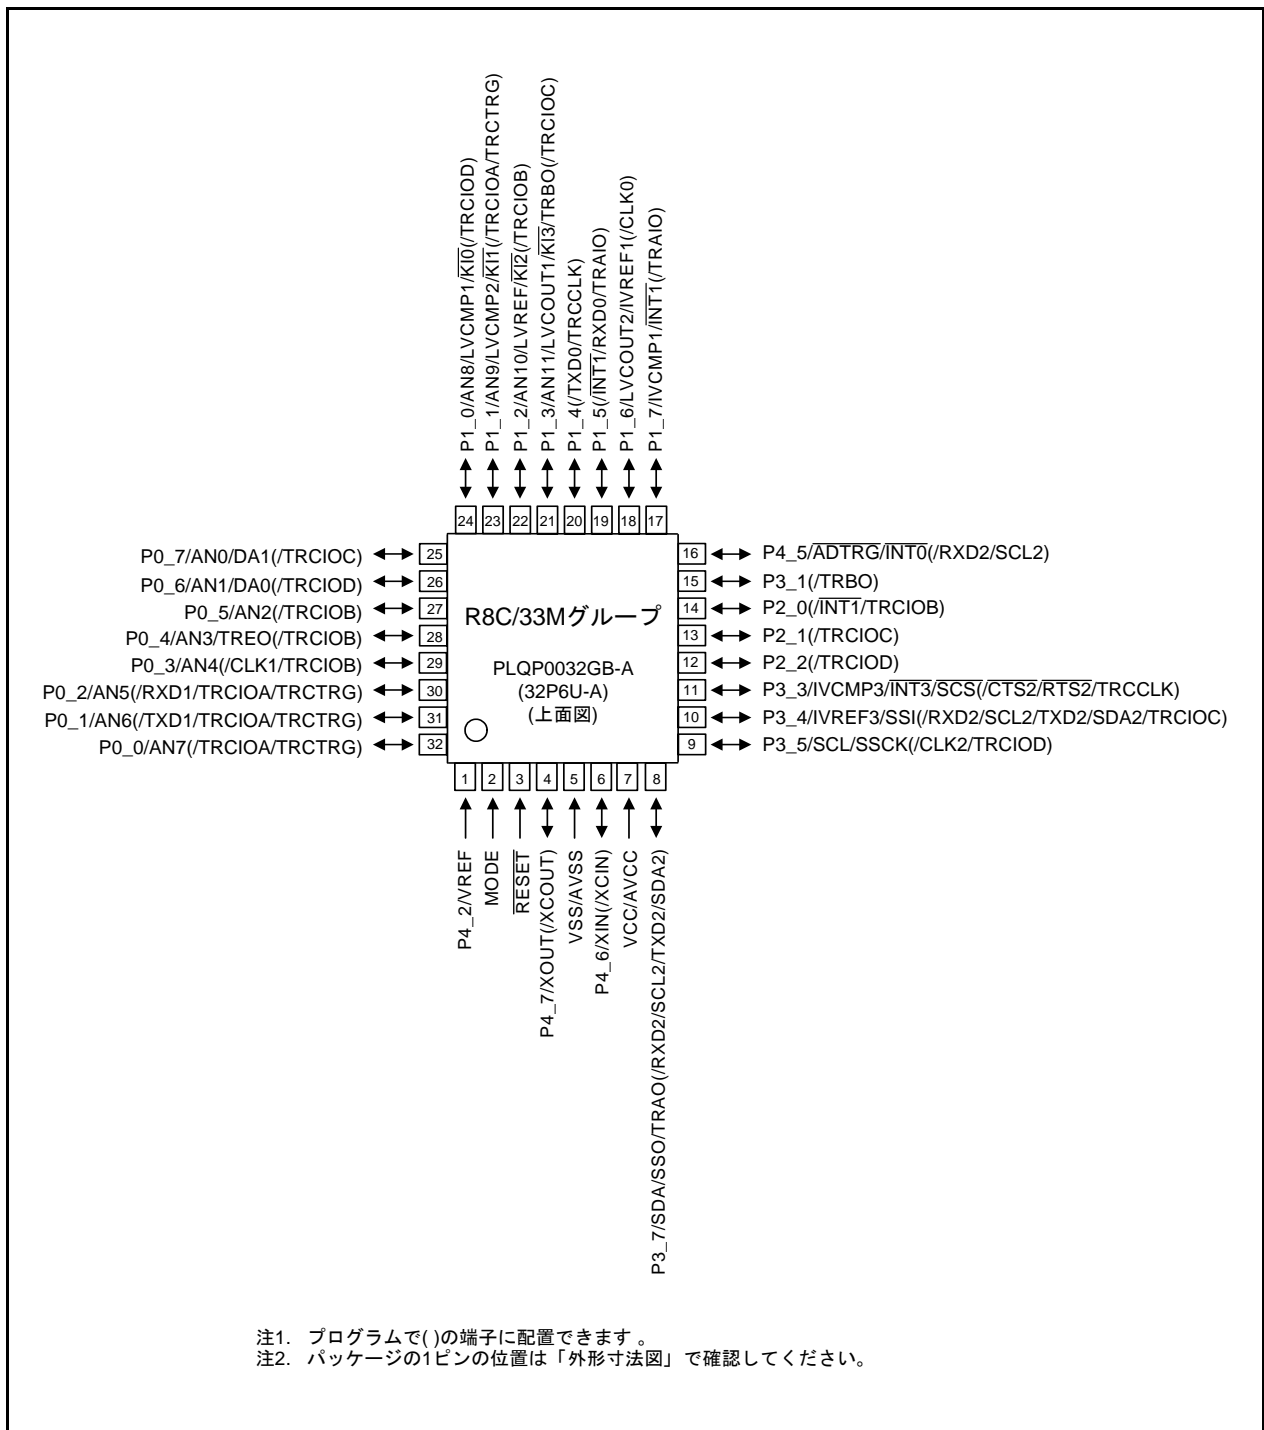 P1_0/AN8/LVCMP1/KI0(/TRCIOD)
P1_1/AN9/LVCMP2/KI1(/TRCIOA/TRCTRG)
P1_2/AN10/LVREF/KI2(/TRCIOB)
P1_3/AN11/LVCOUT1/KI3/TRBO(/TRCIOC)
P1_4(/TXD0/TRCCLK)
P1_5(/INT1/RXD0/TRAIO)
P1_6/LVCOUT2/IVREF1(/CLK0)
P1_7/IVCMP1/INT1(/TRAIO)
24 23 22 21 20 19 18 17
P0_7/AN0/DA1(/TRCIOC) 25
P0_6/AN1/DA0(/TRCIOD) 26
P0_5/AN2(/TRCIOB) 27
P0_4/AN3/TREO(/TRCIOB) 28
P0_3/AN4(/CLK1/TRCIOB) 29
P0_2/AN5(/RXD1/TRCIOA/TRCTRG) 30
P0_1/AN6(/TXD1/TRCIOA/TRCTRG) 31
P0_0/AN7(/TRCIOA/TRCTRG) 32
R8C/33Mグループ
PLQP0032GB-A
(32P6U-A)
(上面図)
16 P4_5/ADTRG/INT0(/RXD2/SCL2)
15 P3_1(/TRBO)
14 P2_0(/INT1/TRCIOB)
13 P2_1(/TRCIOC)
12 P2_2(/TRCIOD)
11 P3_3/IVCMP3/INT3/SCS(/CTS2/RTS2/TRCCLK)
10 P3_4/IVREF3/SSI(/RXD2/SCL2/TXD2/SDA2/TRCIOC)
9 P3_5/SCL/SSCK(/CLK2/TRCIOD)
1 2 3 4 5 6 7 8
P4_2/VREF
MODE
RESET
P4_7/XOUT(/XCOUT)
VSS/AVSS
P4_6/XIN(/XCIN)
VCC/AVCC
P3_7/SDA/SSO/TRAO(/RXD2/SCL2/TXD2/SDA2)
注1. プログラムで( )の端子に配置できます。
注2. パッケージの1ピンの位置は「外形寸法図」で確認してください。